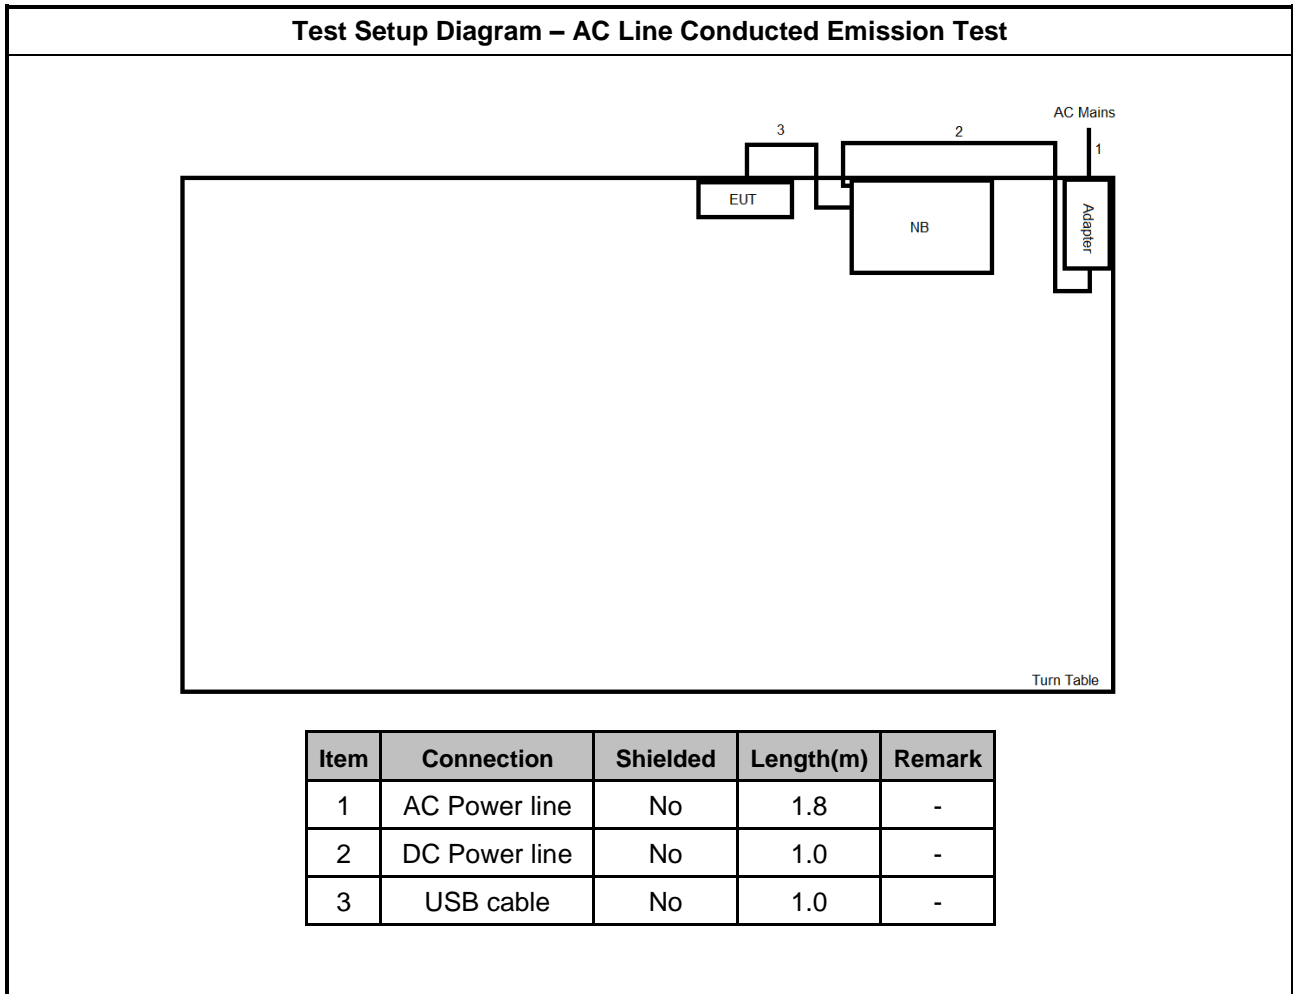 Test Setup Diagram – AC Line Conducted Emission Test
AC Mains
3
2
1
EUT
NB
Adapter
Turn Table
Item Connection Shielded Length(m) Remark
1 AC Power line No 1.8 -
2 DC Power line No 1.0 -
3 USB cable No 1.0 -